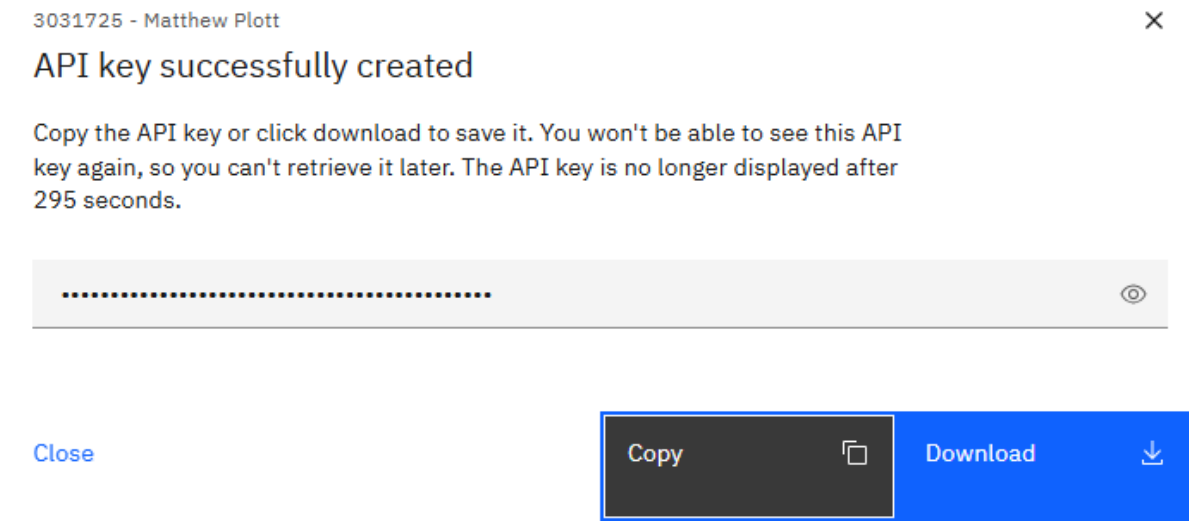 3031725 - Matthew Plott
API key successfully created
Copy the API key or click download to save it. You won't be able to see this API
key again, so you can't retrieve it later. The API key is no longer displayed after
295 seconds.
••••••••••••••••••••••••••••••••••••••••••••
Close
Copy
Download